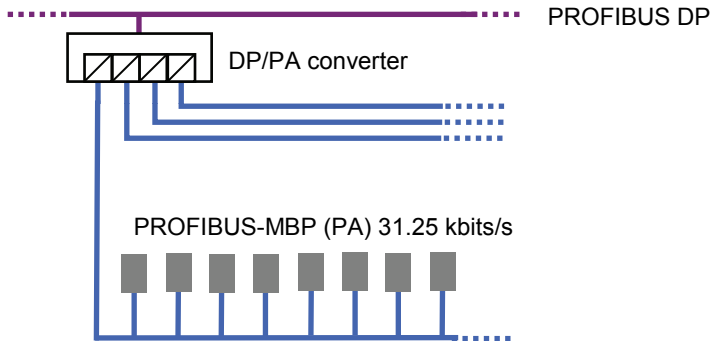 PROFIBUS DP
DP/PA converter
PROFIBUS-MBP (PA) 31.25 kbits/s